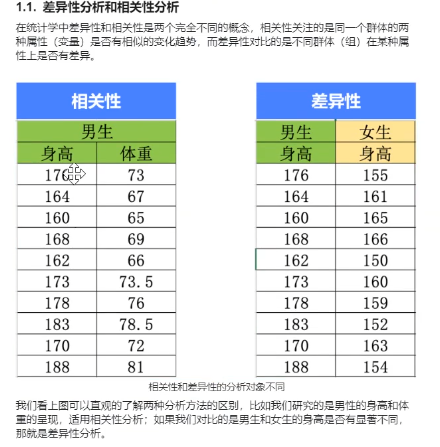 1.1. 差异性分析和相关性分析
在统计学中差异性和相关性是两个完全不同的概念，相关性关注的是同一个群体的两
种属性（变量）是否有相似的变化趋势，而差异性对比的是不同群体（组）在某种属
性上是否有差异。
相关性
男生
身高 体重
176 73
164 67
160 65
168 69
162 66
173 73.5
178 76
183 78.5
170 72
188 81
差异性
男生 女生
身高 身高
176 155
164 161
160 165
168 166
162 150
173 160
178 159
183 152
170 163
188 154
相关性和差异性的分析对象不同
我们看上图可以直观的了解两种分析方法的区别，比如我们研究的是男性的身高和体
重的呈现，适用相关性分析；如果我们对比的是男生和女生的身高是否有显著不同，
那就是差异性分析。